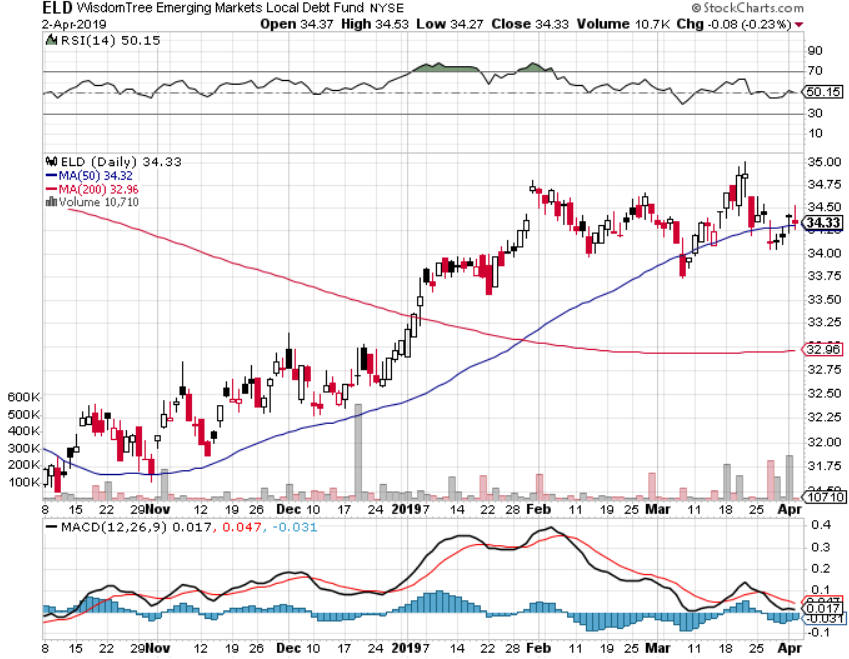 ELD WisdomTree Emerging Markets Local Debt Fund NYSE © StockCharts.com
2-Apr-2019 Open 34.37 High 34.53 Low 34.27 Close 34.33 Volume 10.7K Chg -0.08 (-0.23%)
RSI(14) 50.15
90
70
50.15
30
10
ELD (Daily) 34.33
MA(50) 34.32
MA(200) 32.96
Volume 10,710
35.00
34.75
34.50
34.33
34.00
33.75
33.50
33.25
32.96
32.75
32.50
32.25
32.00
31.75
10710
600K
500K
400K
300K
200K
100K
8 15 22 29 Nov 12 19 26 Dec 10 17 24 2019 7 14 22 28 Feb 11 19 25 Mar 11 18 25 Apr
MACD(12,26,9) 0.017, 0.047, -0.031
0.4
0.3
0.2
0.1
0.047
0.017
-0.031
-0.1
8 15 22 29 Nov 12 19 26 Dec 10 17 24 2019 7 14 22 28 Feb 11 19 25 Mar 11 18 25 Apr